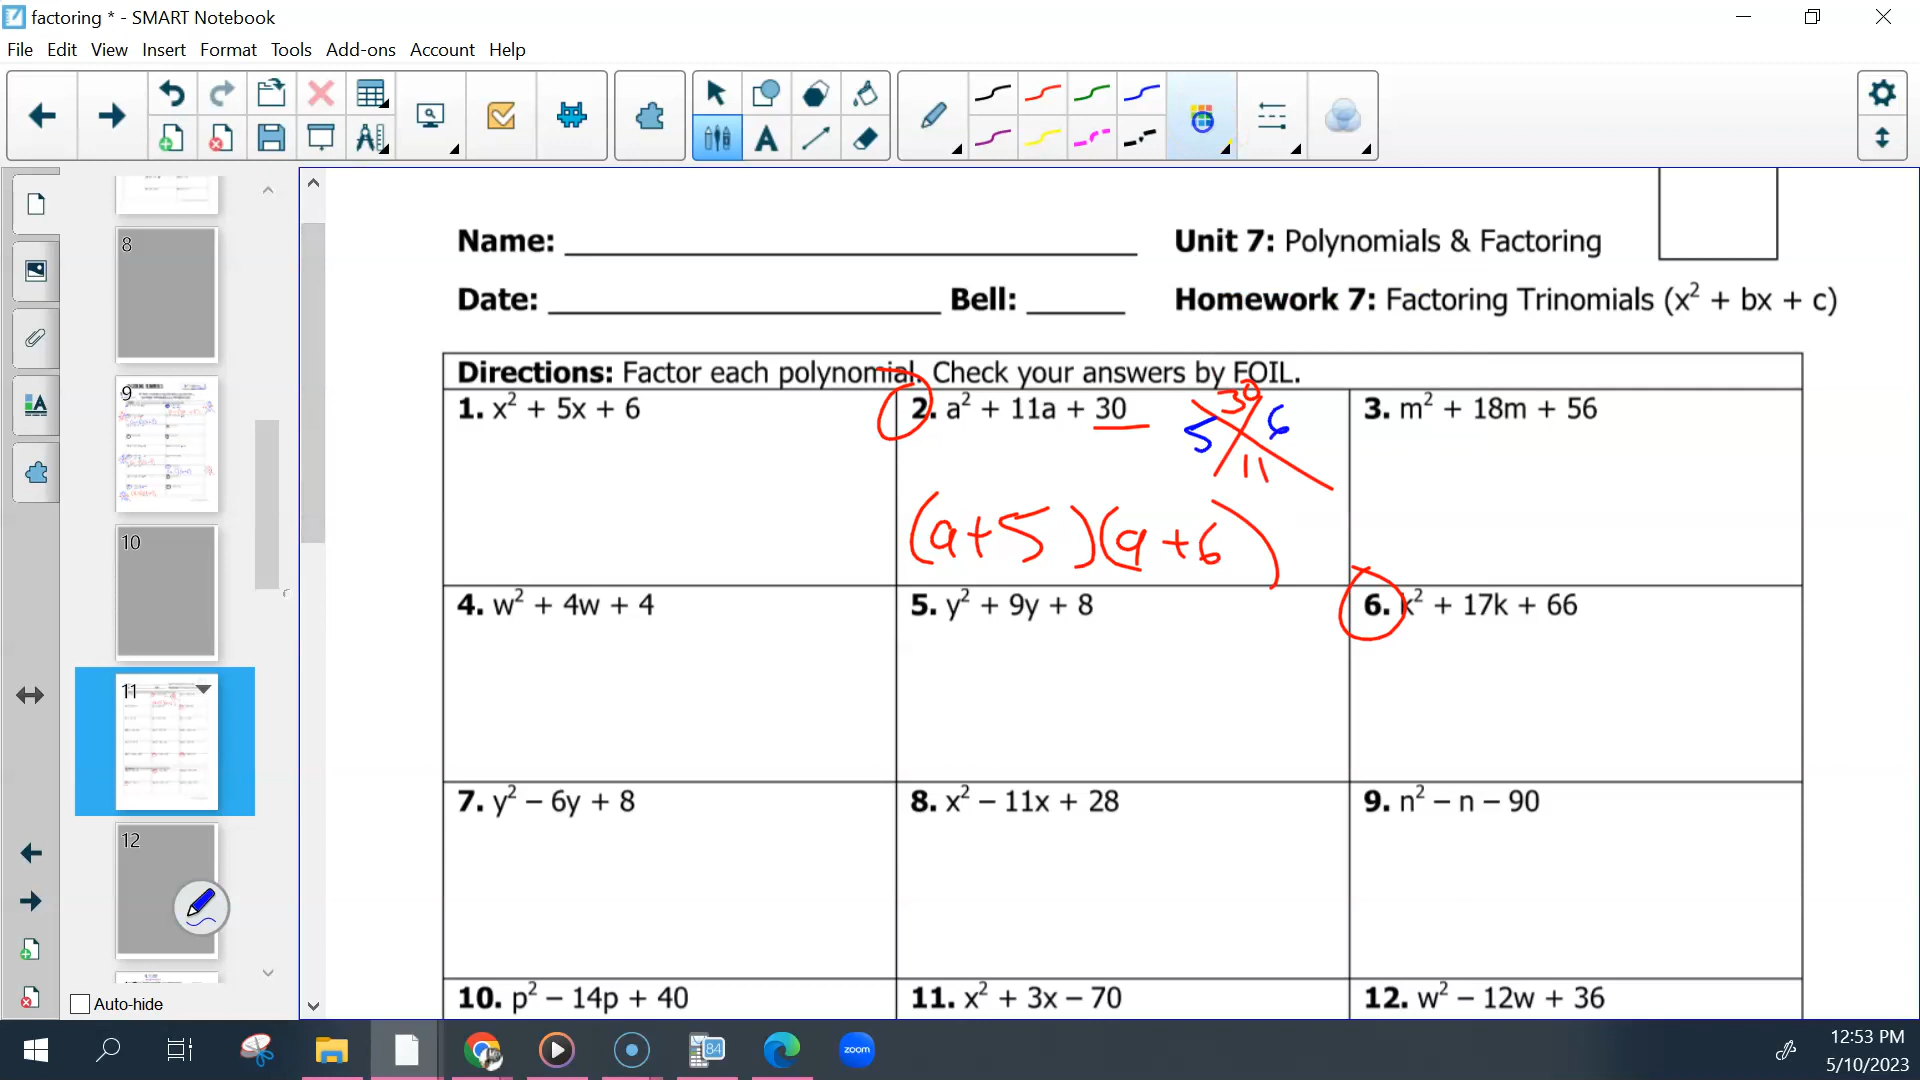 factoring * - SMART Notebook
File Edit View Insert Format Tools Add-ons Account Help
Name: Unit 7: Polynomials & Factoring
Date: Bell: Homework 7: Factoring Trinomials (x² + bx + c)
Directions: Factor each polynomial. Check your answers by FOIL.
1. x² + 5x + 6
2. a² + 11a + 30
30
5 6
11
(a+5)(a+6)
3. m² + 18m + 56
4. w² + 4w + 4
5. y² + 9y + 8
6. k² + 17k + 66
7. y² – 6y + 8
8. x² – 11x + 28
9. n² – n – 90
10. p² – 14p + 40
11. x² + 3x – 70
12. w² – 12w + 36
8
9
10
11
12
Auto-hide
84
zoom
12:53 PM
5/10/2023